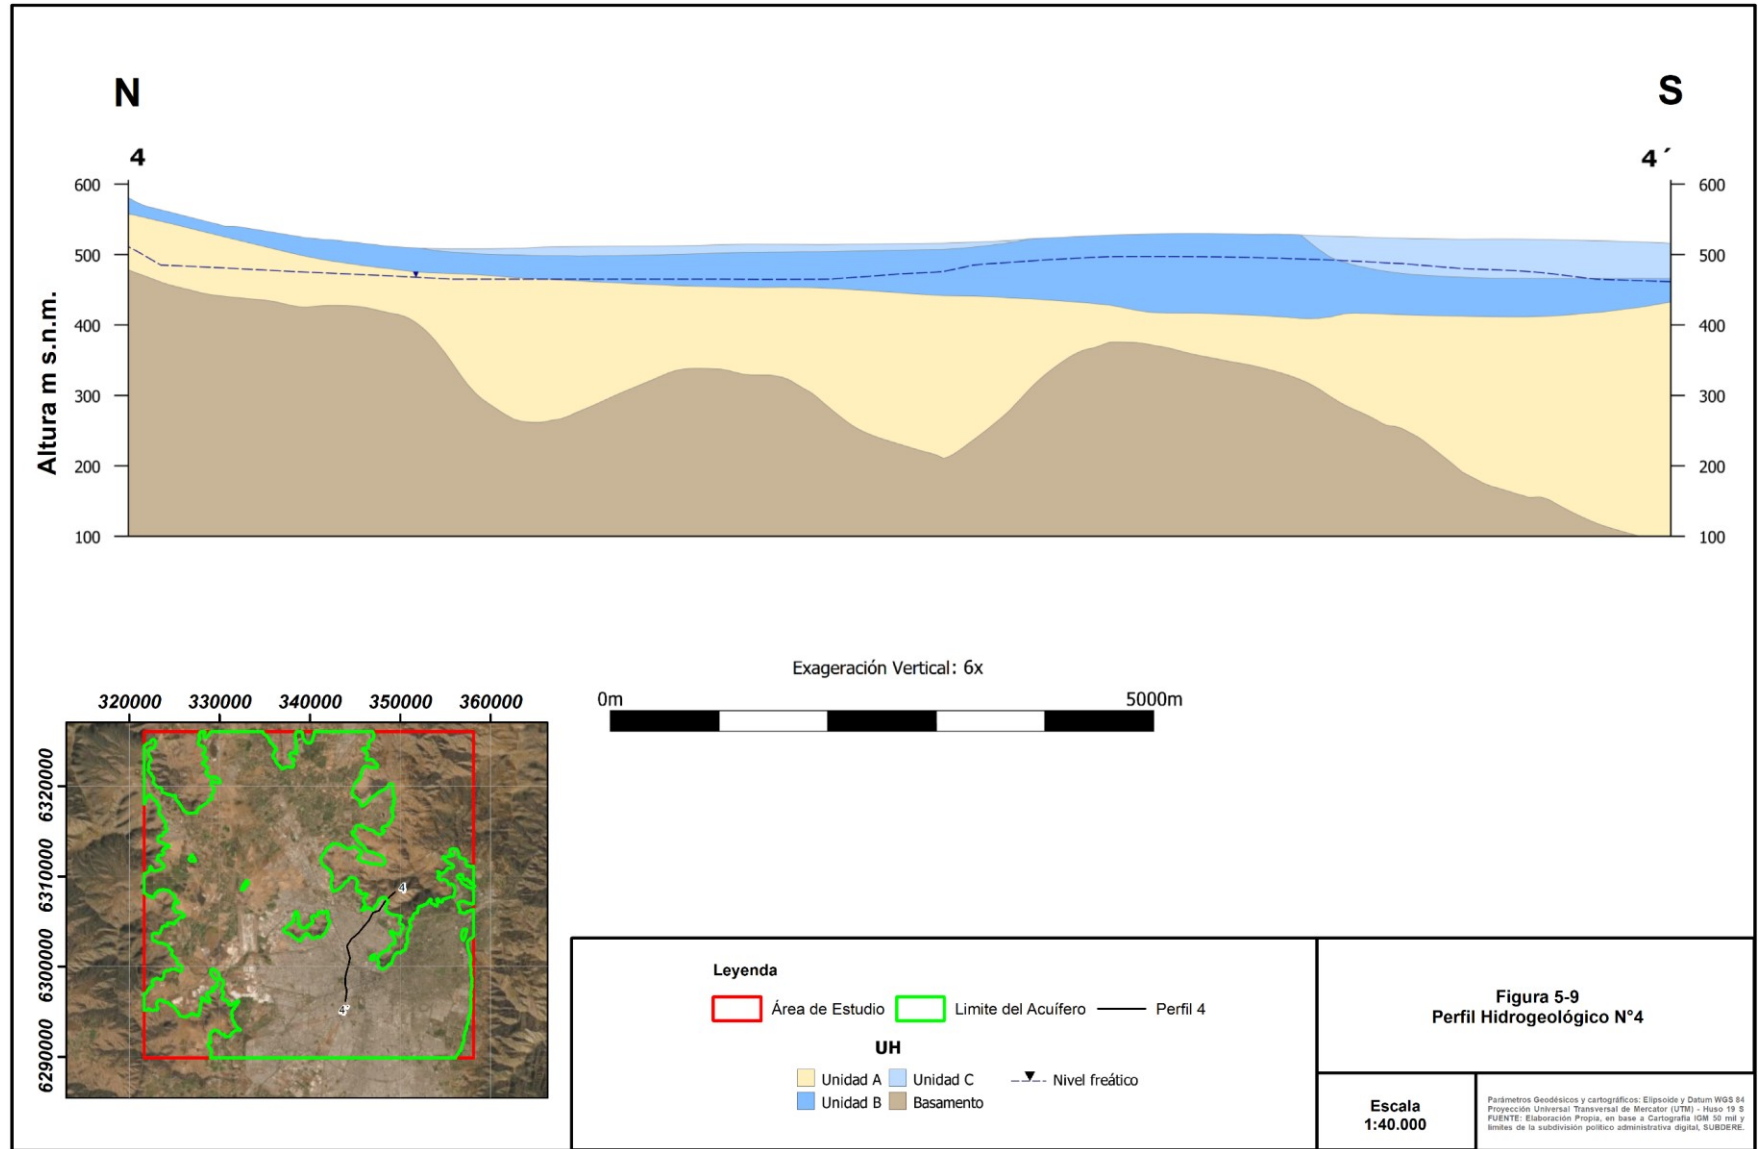 N
S
4
4´
600
500
400
300
200
100
600
500
400
300
200
100
Altura m s.n.m.
Exageración Vertical: 6x
0m
5000m
320000 330000 340000 350000 360000
6320000
6310000
6300000
6290000
4
4'
Leyenda
Área de Estudio
Limite del Acuífero
Perfil 4
UH
Unidad A
Unidad C
Nivel freático
Unidad B
Basamento
Figura 5-9
Perfil Hidrogeológico N°4
Escala
1:40.000
Parámetros Geodésicos y cartográficos: Elipsoide y Datum WGS 84
Proyección Universal Transversal de Mercator (UTM) - Huso 19 S
FUENTE: Elaboración Propia, en base a Cartografía IGM 50 mil y
límites de la subdivisión político administrativa digital, SUBDERE.